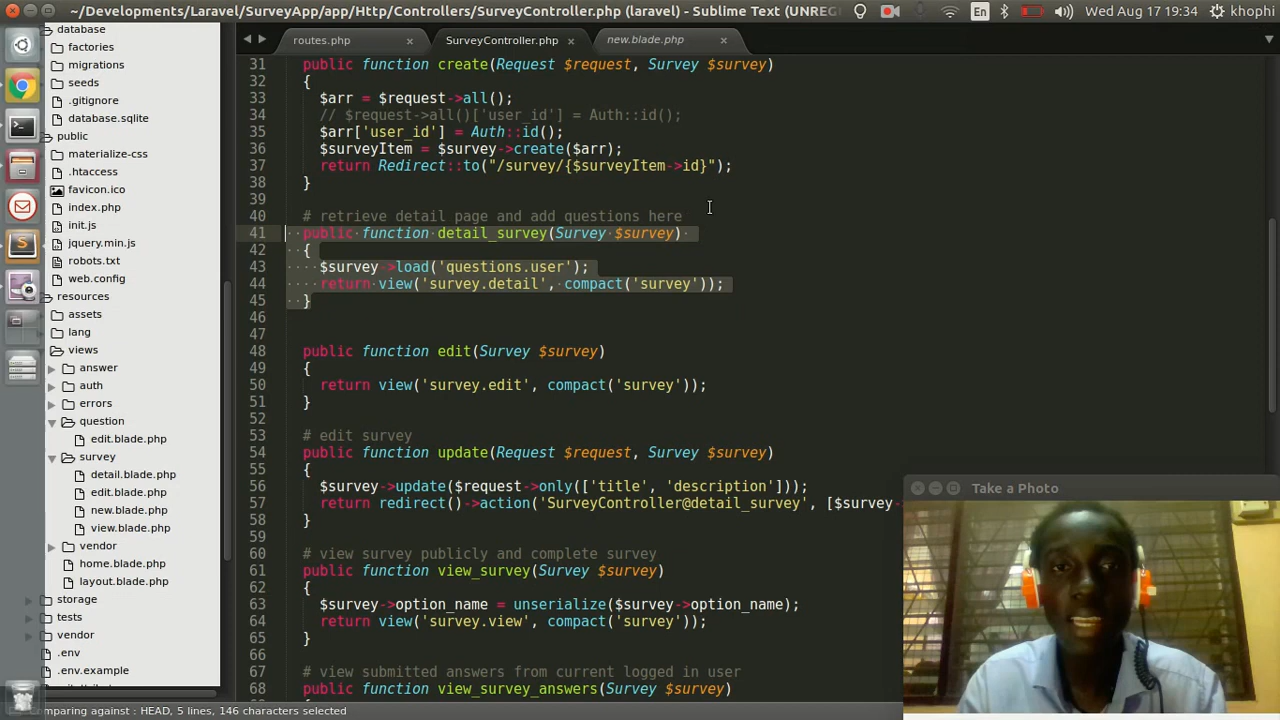 ~/Developments/Laravel/SurveyApp/app/Http/Controllers/SurveyController.php (laravel) - Sublime Text (UNREG
En
Wed Aug 17 19:34
khophi
database
factories
migrations
seeds
.gitignore
database.sqlite
public
materialize-css
.htaccess
favicon.ico
index.php
init.js
jquery.min.js
robots.txt
web.config
resources
assets
lang
views
answer
auth
errors
question
edit.blade.php
survey
detail.blade.php
edit.blade.php
new.blade.php
view.blade.php
vendor
home.blade.php
layout.blade.php
storage
tests
vendor
.env
.env.example
routes.php
SurveyController.php
new.blade.php
31 public function create(Request $request, Survey $survey)
32 {
33 $arr = $request->all();
34 // $request->all()['user_id'] = Auth::id();
35 $arr['user_id'] = Auth::id();
36 $surveyItem = $survey->create($arr);
37 return Redirect::to("/survey/{$surveyItem->id}");
38 }
39
40 # retrieve detail page and add questions here
41 public function detail_survey(Survey $survey)
42 {
43 $survey->load('questions.user');
44 return view('survey.detail', compact('survey'));
45 }
46
47
48 public function edit(Survey $survey)
49 {
50 return view('survey.edit', compact('survey'));
51 }
52
53 # edit survey
54 public function update(Request $request, Survey $survey)
55 {
56 $survey->update($request->only(['title', 'description']));
57 return redirect()->action('SurveyController@detail_survey', [$survey-
58 }
59
60 # view survey publicly and complete survey
61 public function view_survey(Survey $survey)
62 {
63 $survey->option_name = unserialize($survey->option_name);
64 return view('survey.view', compact('survey'));
65 }
66
67 # view submitted answers from current logged in user
68 public function view_survey_answers(Survey $survey)
Take a Photo
Comparing against : HEAD, 5 lines, 146 characters selected